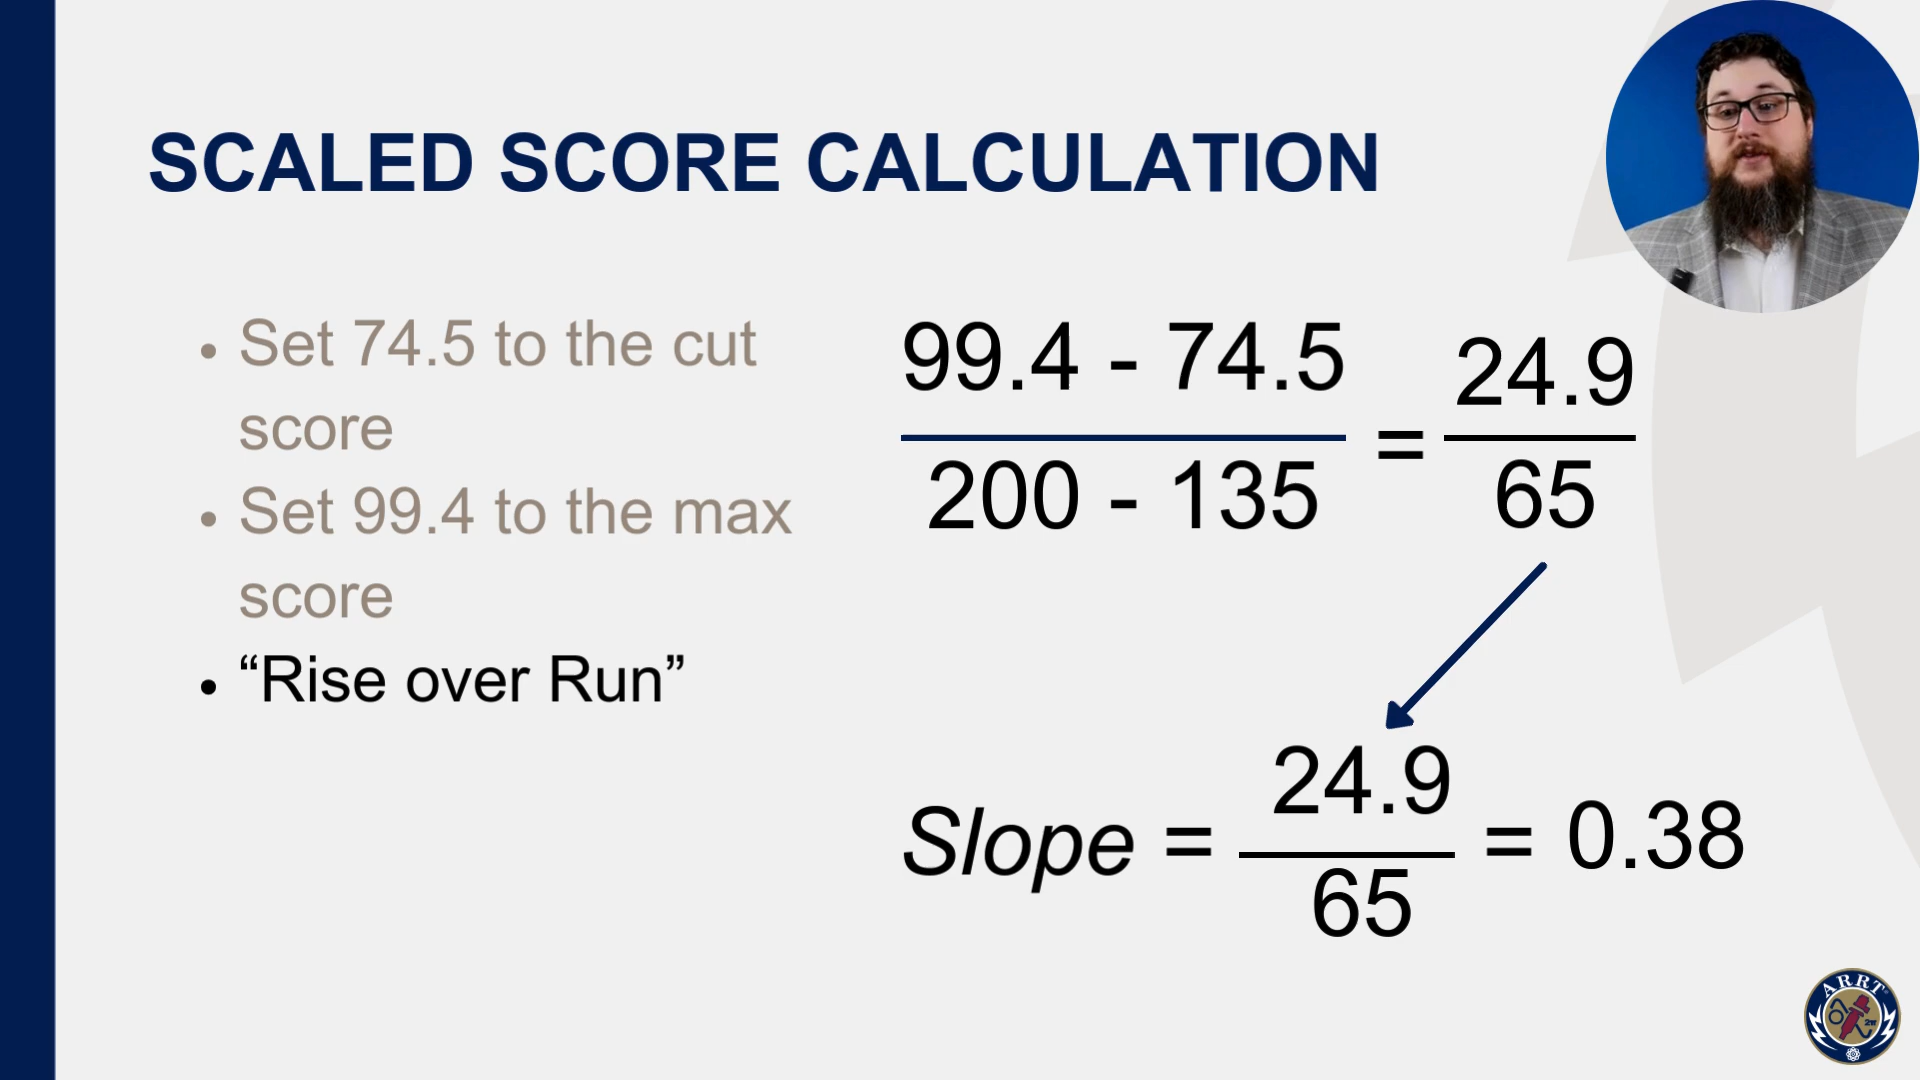 SCALED SCORE CALCULATION
• Set 74.5 to the cut
score
• Set 99.4 to the max
score
• “Rise over Run”
99.4 - 74.5
200 - 135
=
24.9
65
Slope =
24.9
65
= 0.38
ARRT